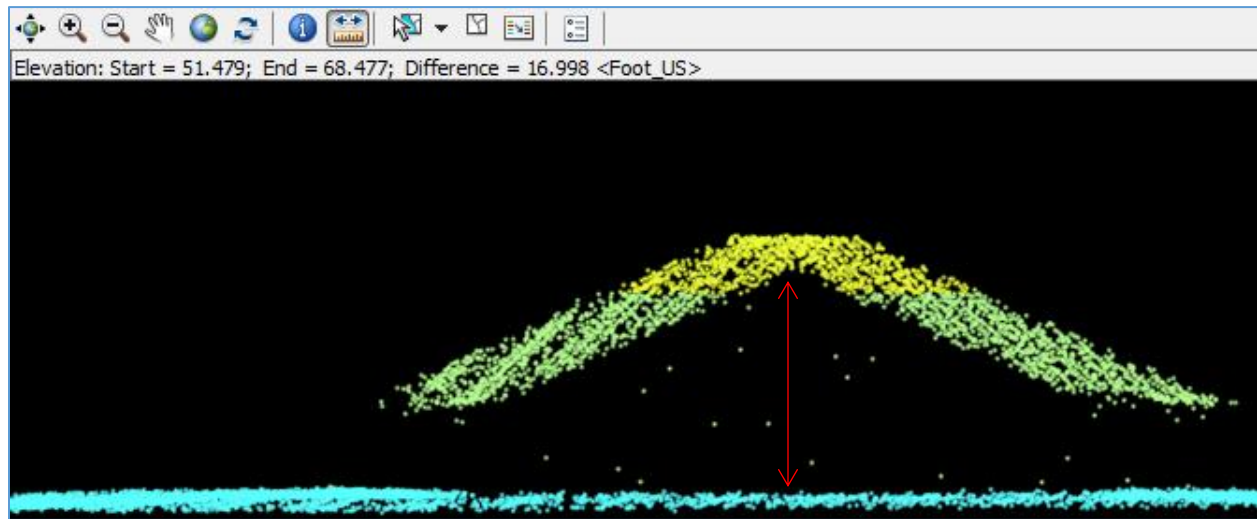 Elevation: Start = 51.479; End = 68.477; Difference = 16.998 <Foot_US>